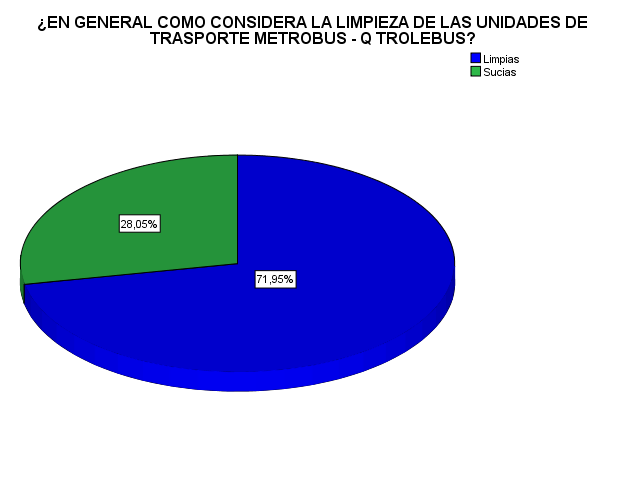 ¿EN GENERAL COMO CONSIDERA LA LIMPIEZA DE LAS UNIDADES DE
TRASPORTE METROBUS - Q TROLEBUS?
Limpias
Sucias
28,05%
71,95%